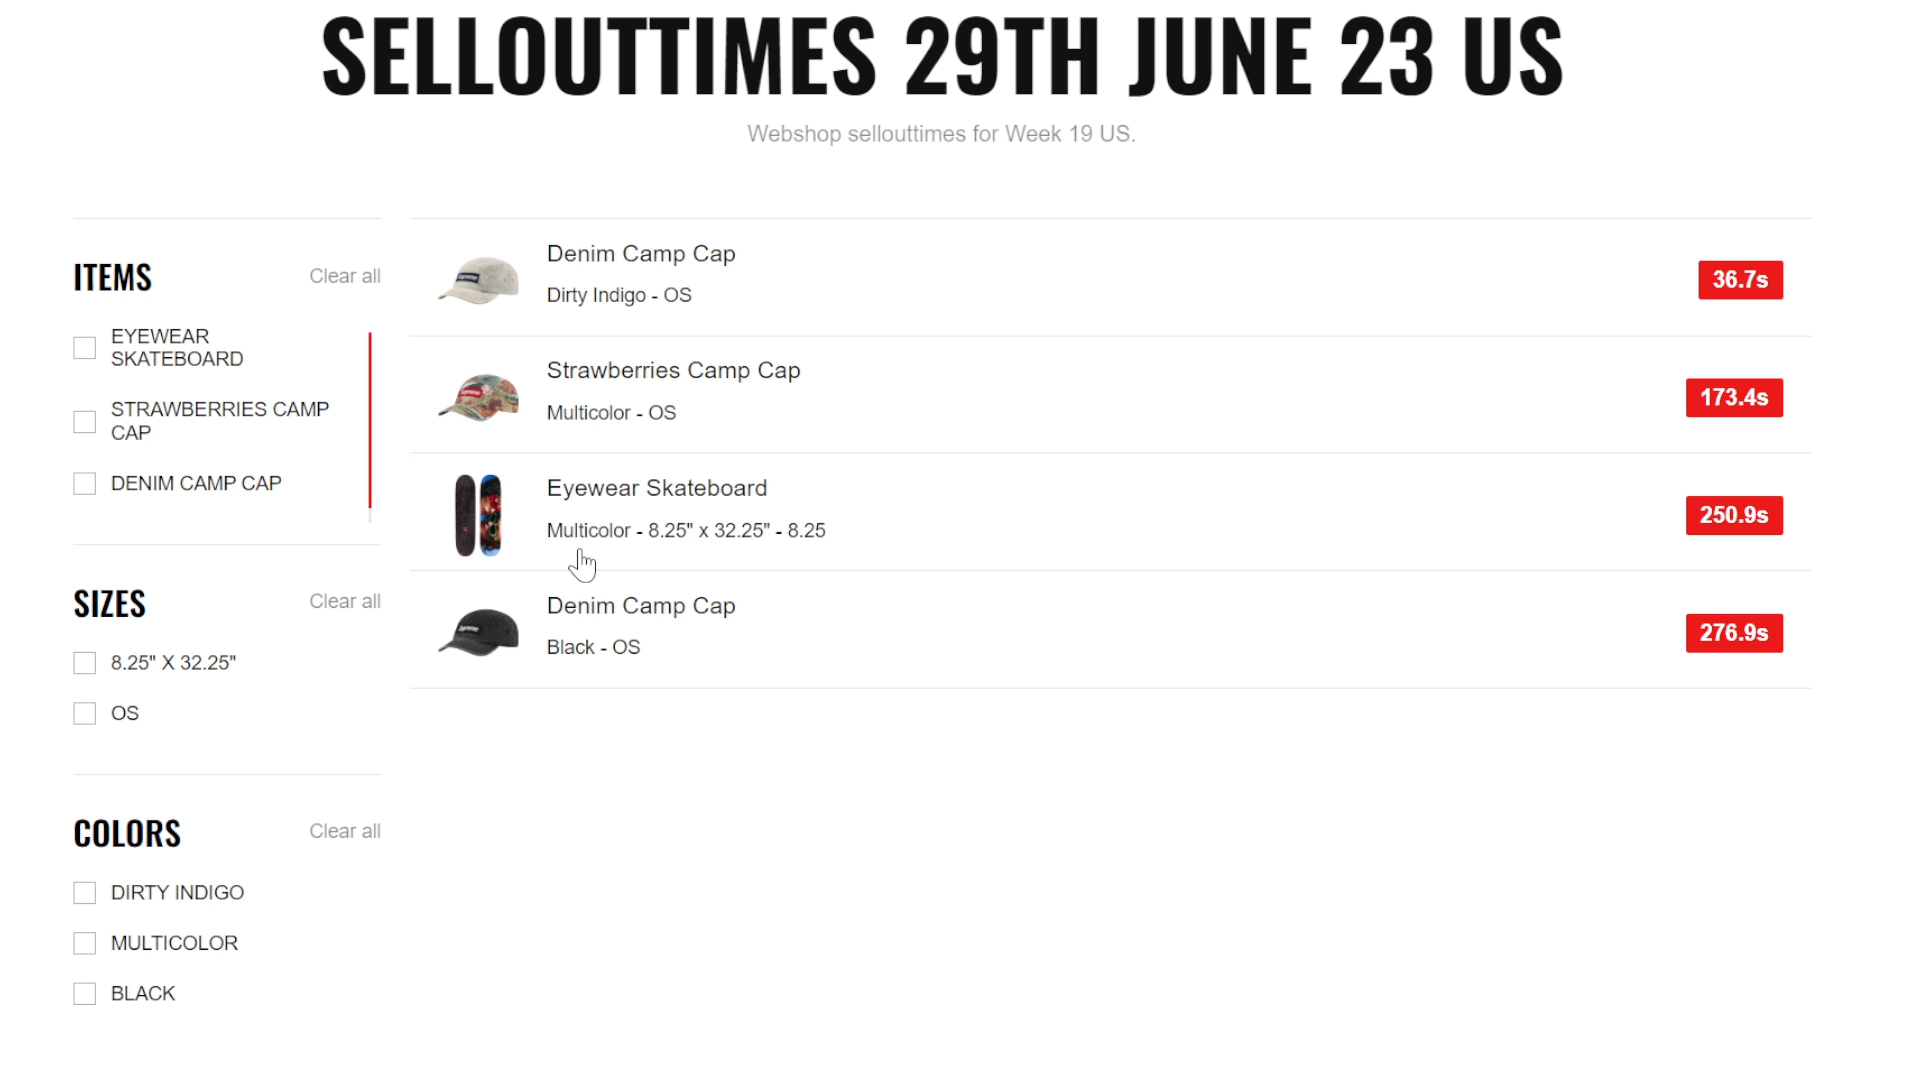 SELLOUTTIMES 29TH JUNE 23 US
Webshop sellouttimes for Week 19 US.
ITEMS
Clear all
EYEWEAR
SKATEBOARD
STRAWBERRIES CAMP
CAP
DENIM CAMP CAP
SIZES
Clear all
8.25" X 32.25"
OS
COLORS
Clear all
DIRTY INDIGO
MULTICOLOR
BLACK
Denim Camp Cap
Dirty Indigo - OS
36.7s
Strawberries Camp Cap
Multicolor - OS
173.4s
Eyewear Skateboard
Multicolor - 8.25" x 32.25" - 8.25
250.9s
Denim Camp Cap
Black - OS
276.9s